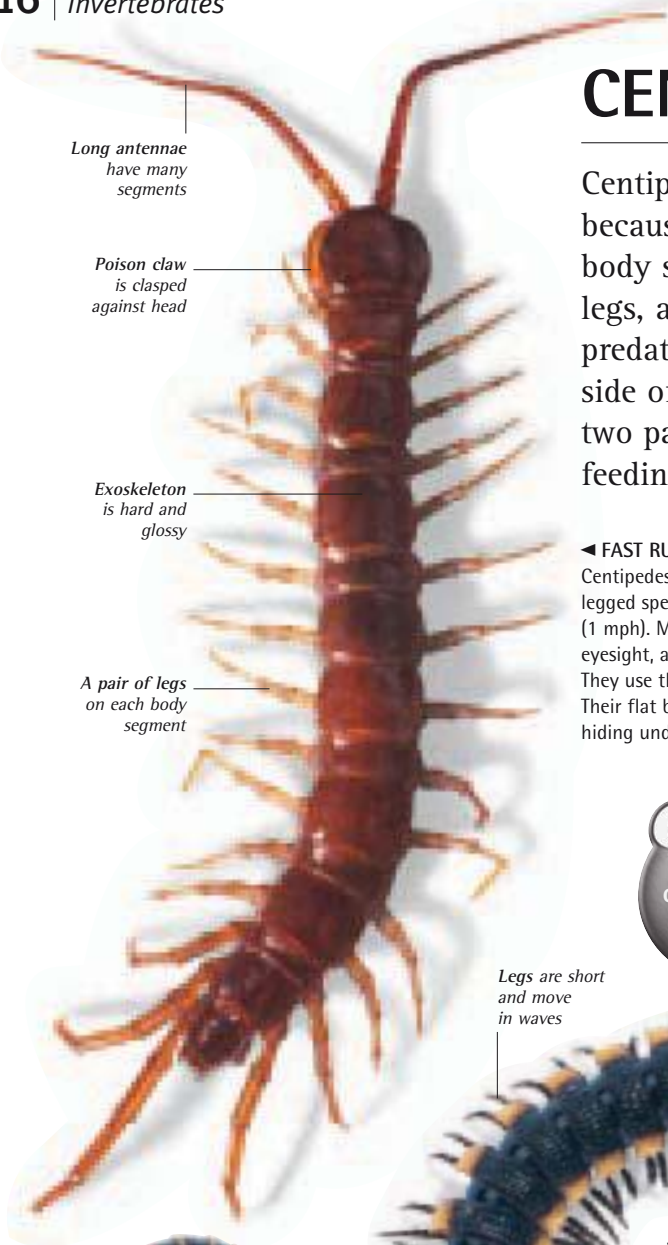 16 | Invertebrates
Long antennae
have many
segments
Poison claw
is clasped
against head
Exoskeleton
is hard and
glossy
A pair of legs
on each body
segment
CEN
Centip
becaus
body s
legs, a
predat
side o
two pa
feedin
◄ FAST RU
Centipedes
legged spe
(1 mph). M
eyesight, a
They use th
Their flat b
hiding und
Legs are short
and move
in waves